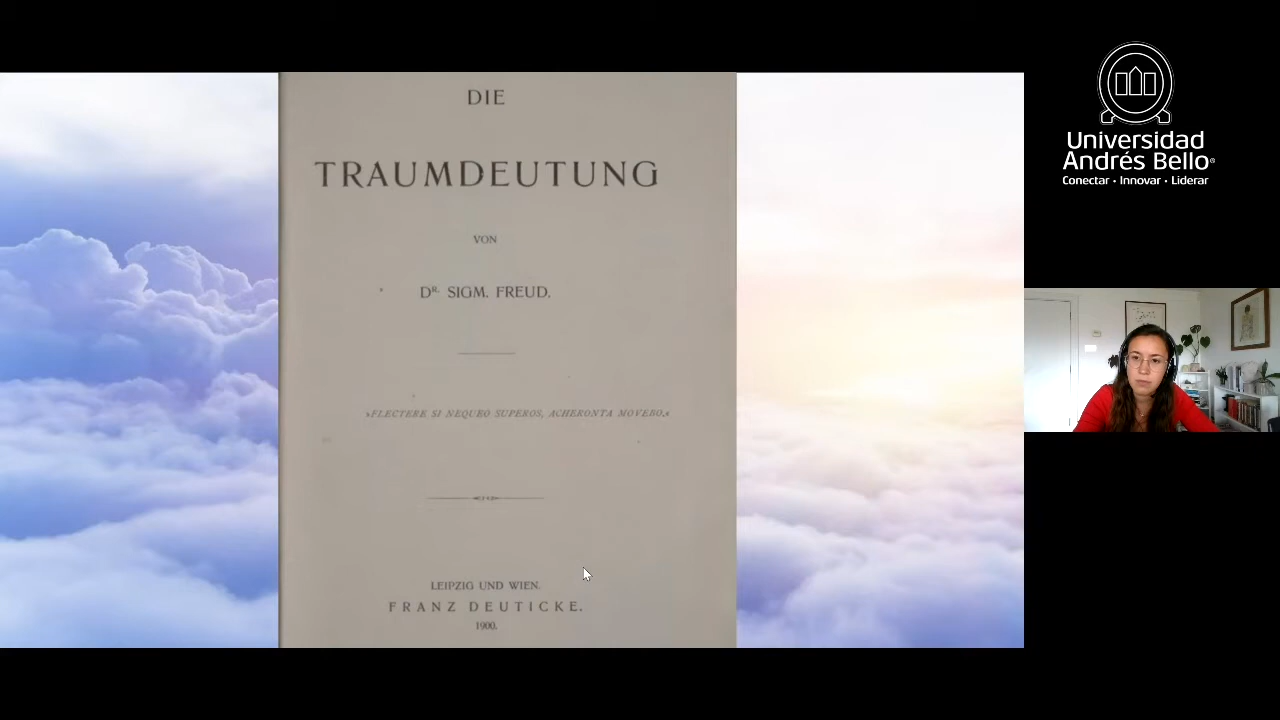 DIE
TRAUMDEUTUNG
VON
DR. SIGM. FREUD.
»FLECTERE SI NEQUEO SUPEROS, ACHERONTA MOVEBO.«
LEIPZIG UND WIEN.
FRANZ DEUTICKE.
1900.
Universidad
Andrés Bello®
Conectar · Innovar · Liderar